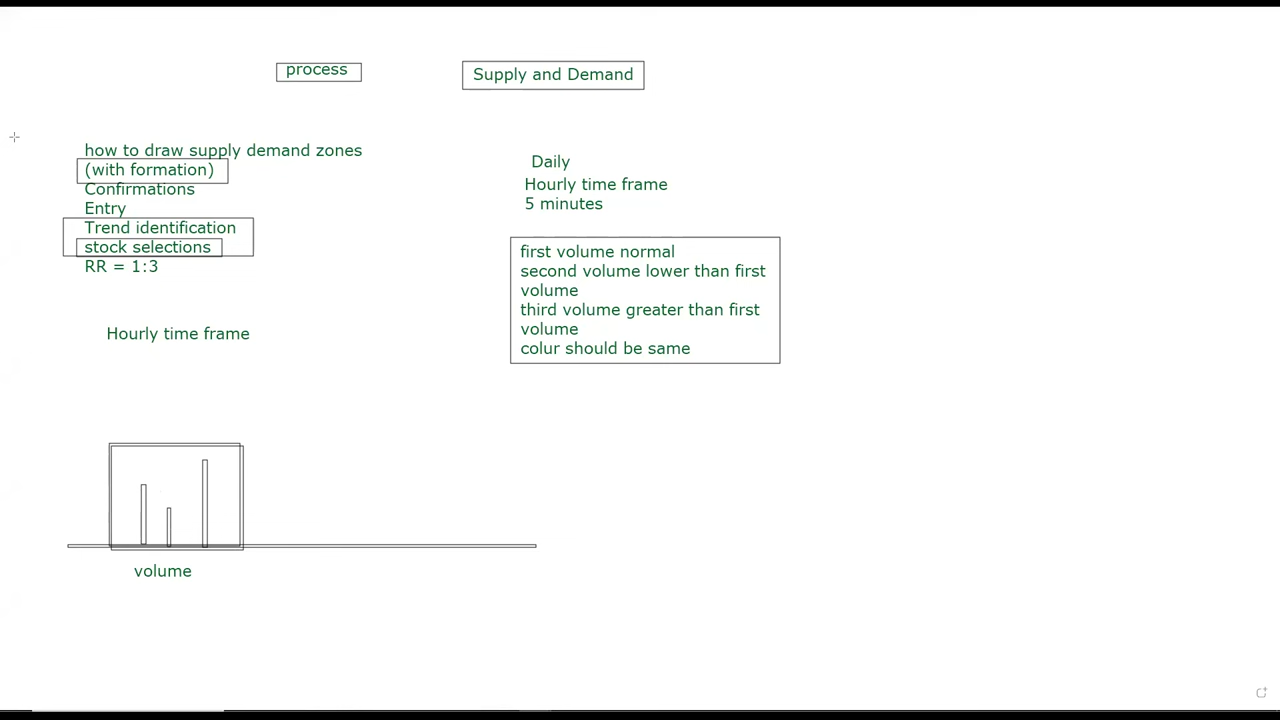 process
Supply and Demand
how to draw supply demand zones
(with formation)
Confirmations
Entry
Trend identification
stock selections
RR = 1:3
Hourly time frame
Daily
Hourly time frame
5 minutes
first volume normal
second volume lower than first
volume
third volume greater than first
volume
colur should be same
volume